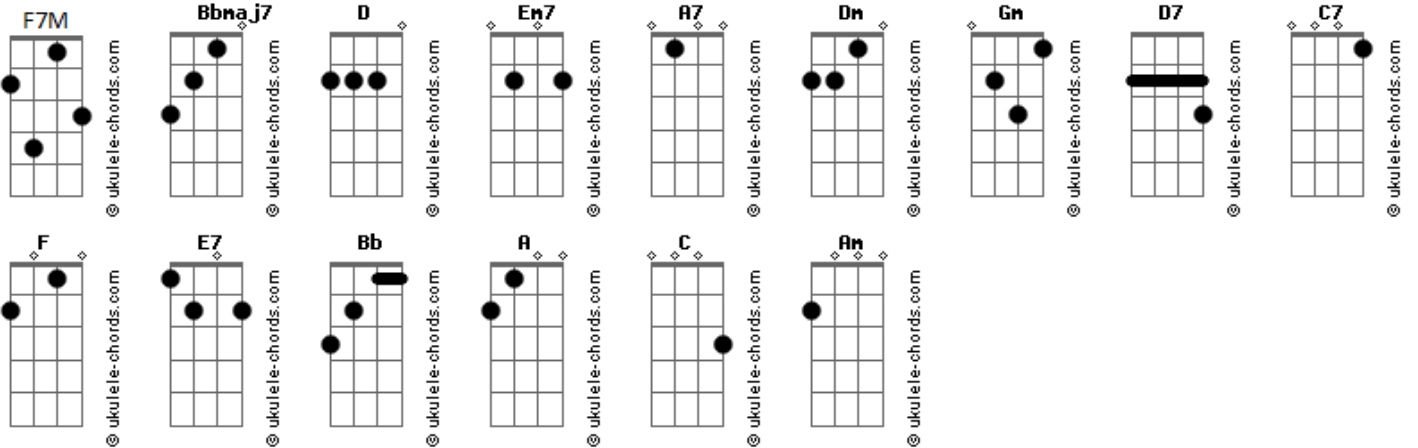 F7M Bbmaj7 D Em7 A7 Dm Gm D7 C7
© ukulele-chords.com © ukulele-chords.com © ukulele-chords.com © ukulele-chords.com © ukulele-chords.com © ukulele-chords.com © ukulele-chords.com © ukulele-chords.com © ukulele-chords.com
F E7 Bb A C Am
© ukulele-chords.com © ukulele-chords.com © ukulele-chords.com © ukulele-chords.com © ukulele-chords.com © ukulele-chords.com